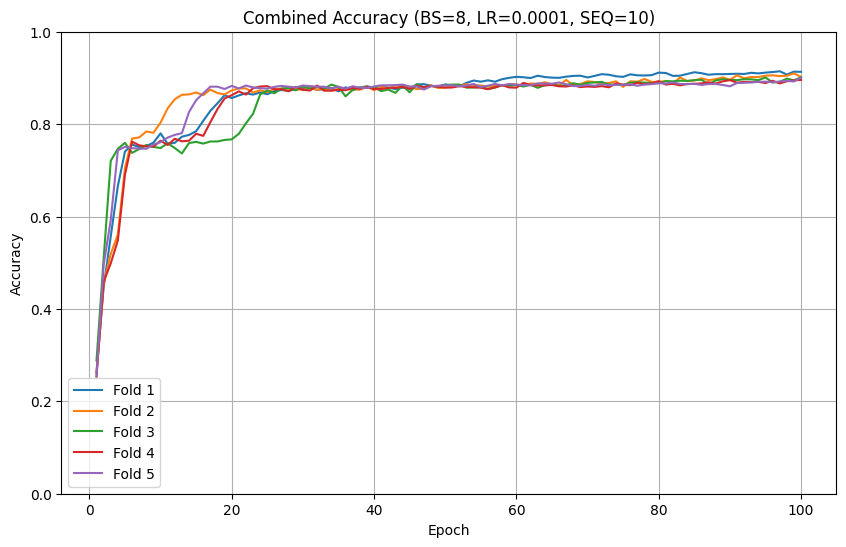 Combined Accuracy (BS=8, LR=0.0001, SEQ=10)
1.0
0.8
0.6
0.4
0.2
0.0
Accuracy
Fold 1
Fold 2
Fold 3
Fold 4
Fold 5
0 20 40 60 80 100
Epoch